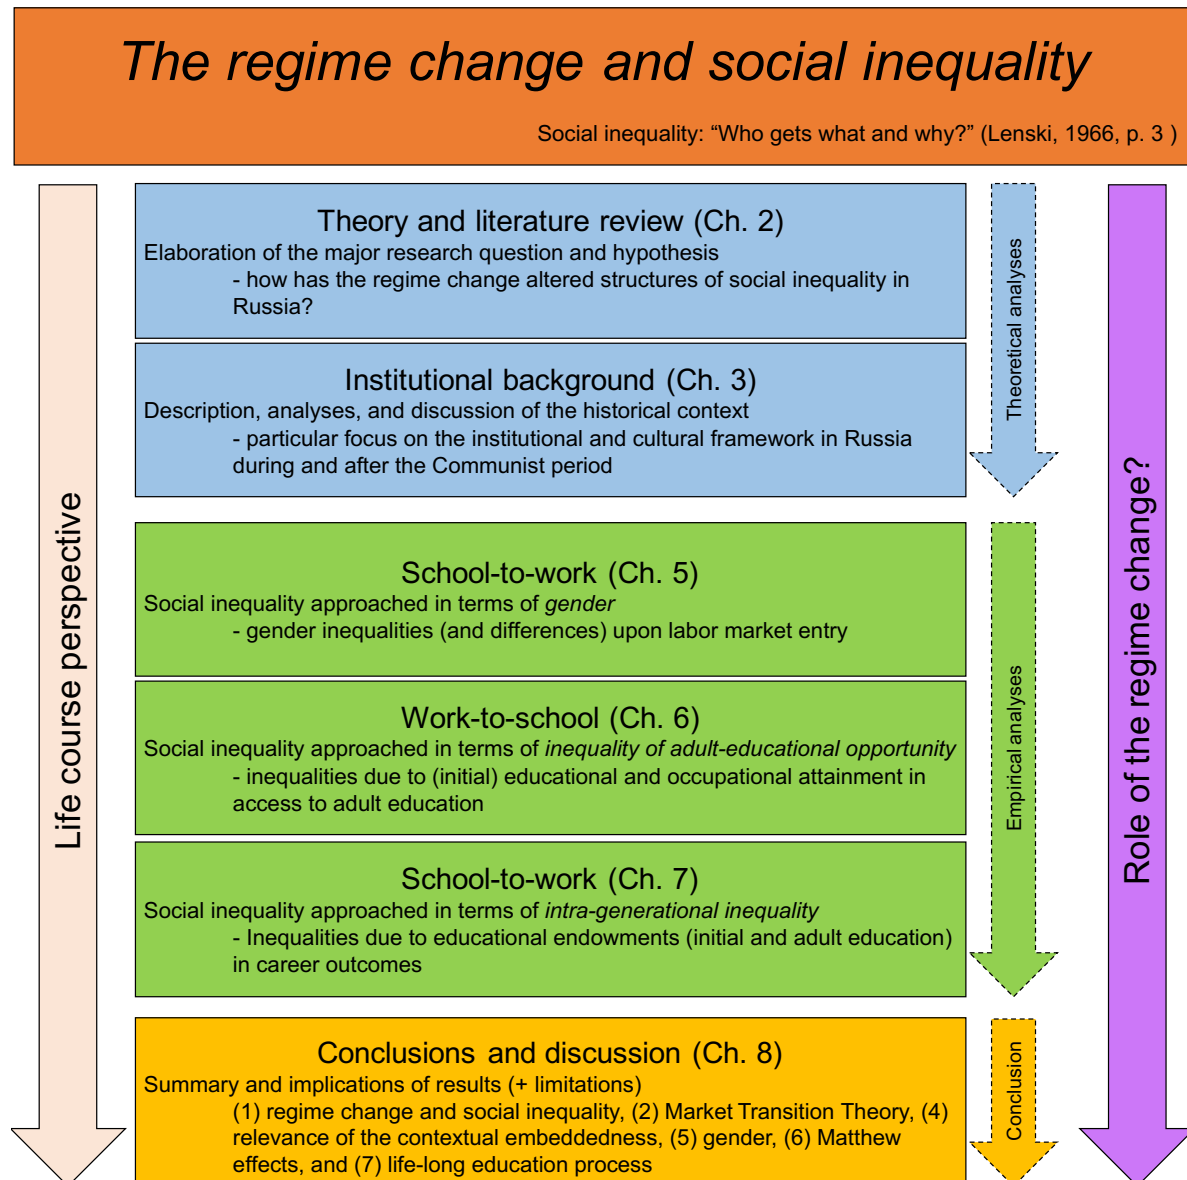 The regime change and social inequality
Social inequality: “Who gets what and why?” (Lenski, 1966, p. 3 )
Life course perspective
Theory and literature review (Ch. 2)
Elaboration of the major research question and hypothesis
- how has the regime change altered structures of social inequality in
Russia?
Institutional background (Ch. 3)
Description, analyses, and discussion of the historical context
- particular focus on the institutional and cultural framework in Russia
during and after the Communist period
Theoretical analyses
School-to-work (Ch. 5)
Social inequality approached in terms of gender
- gender inequalities (and differences) upon labor market entry
Work-to-school (Ch. 6)
Social inequality approached in terms of inequality of adult-educational opportunity
- inequalities due to (initial) educational and occupational attainment in
access to adult education
School-to-work (Ch. 7)
Social inequality approached in terms of intra-generational inequality
- Inequalities due to educational endowments (initial and adult education)
in career outcomes
Empirical analyses
Conclusions and discussion (Ch. 8)
Summary and implications of results (+ limitations)
(1) regime change and social inequality, (2) Market Transition Theory, (4)
relevance of the contextual embeddedness, (5) gender, (6) Matthew
effects, and (7) life-long education process
Conclusion
Role of the regime change?